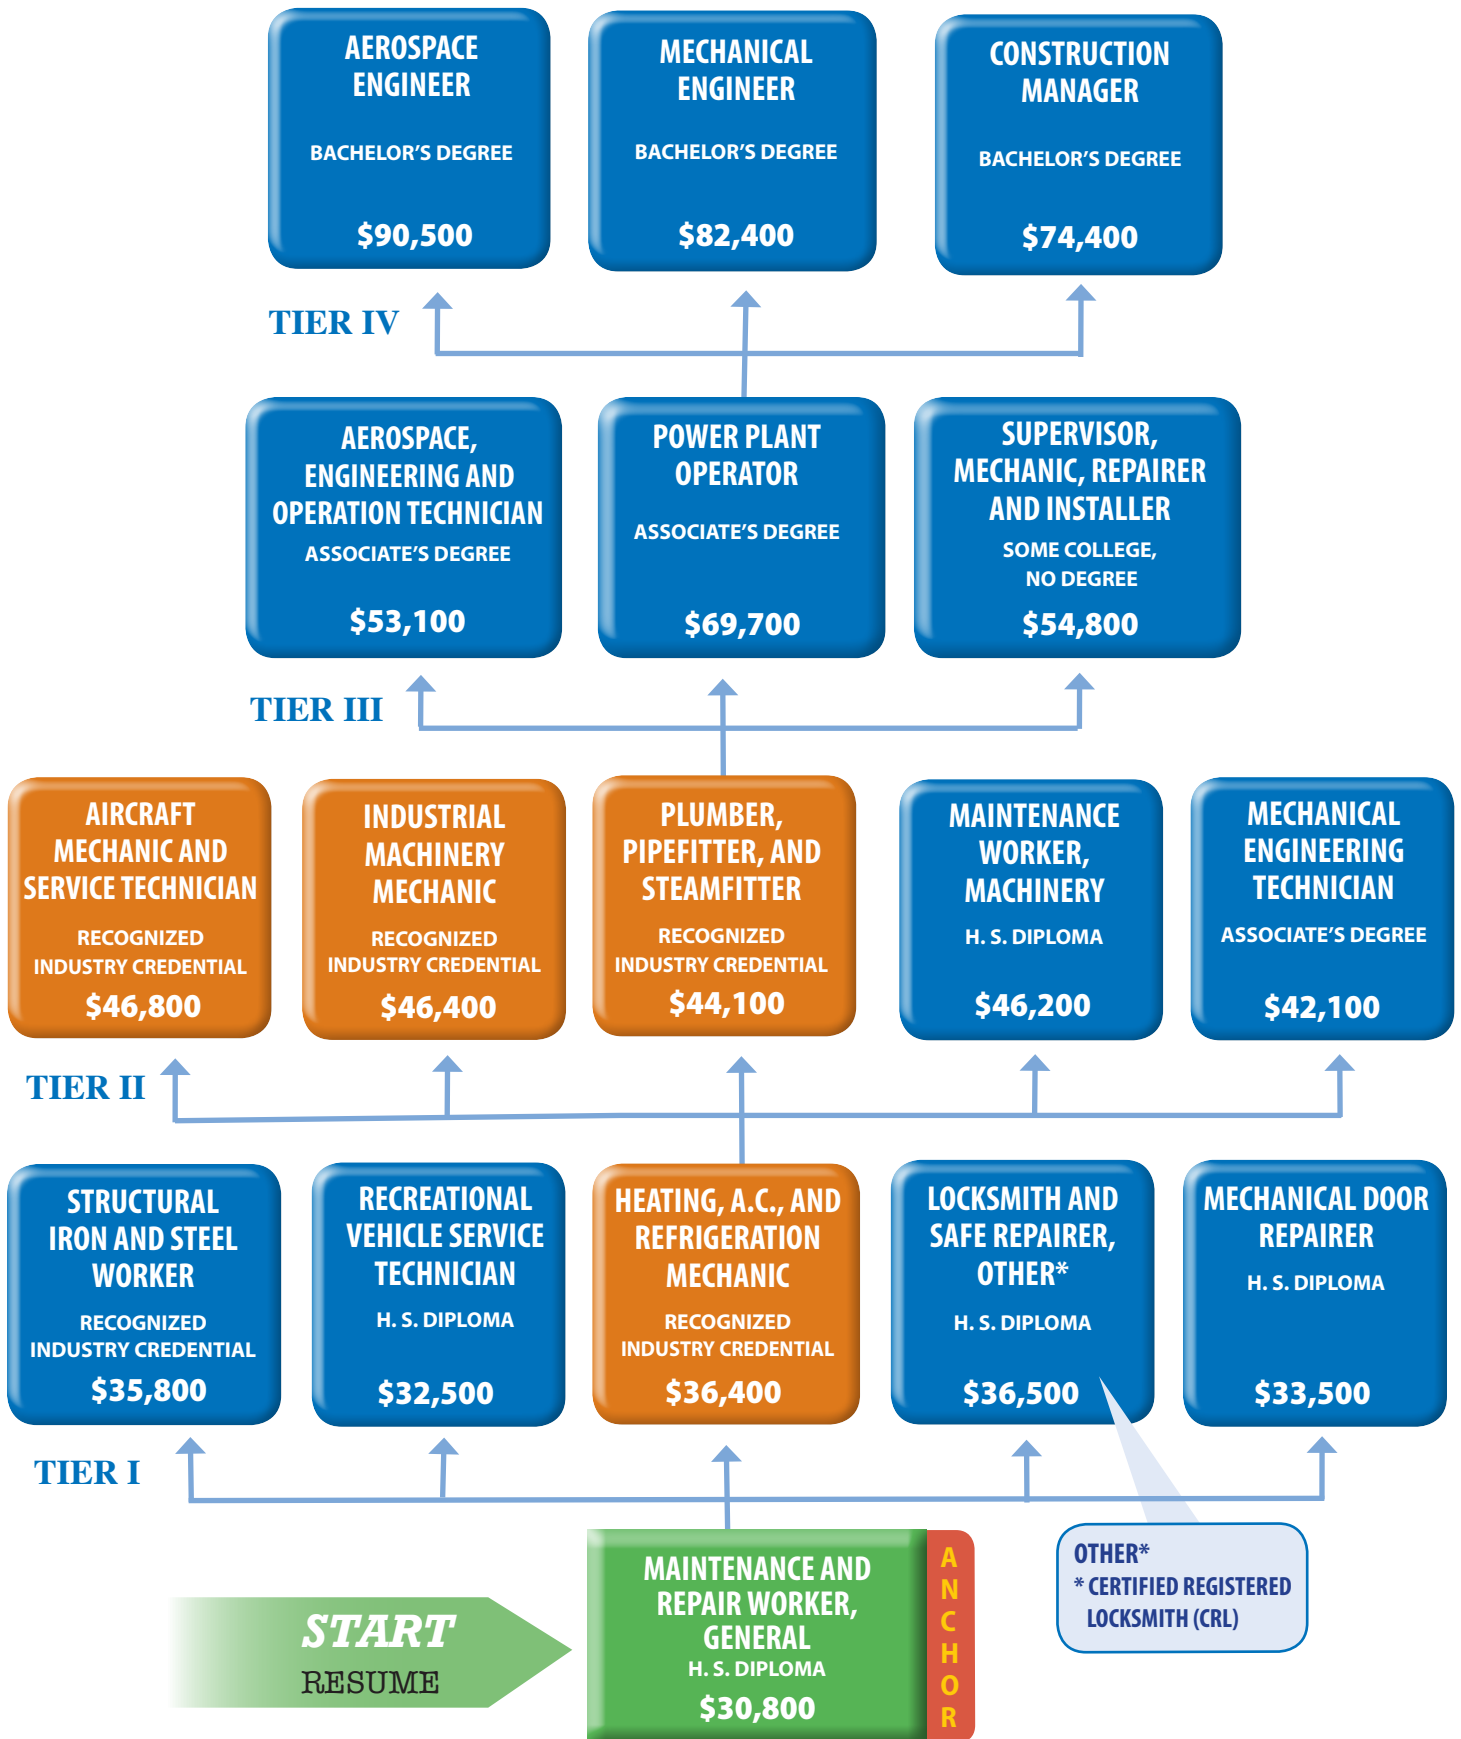 AEROSPACE
ENGINEER
BACHELOR'S DEGREE
$90,500
MECHANICAL
ENGINEER
BACHELOR'S DEGREE
$82,400
CONSTRUCTION
MANAGER
BACHELOR'S DEGREE
$74,400
TIER IV
AEROSPACE,
ENGINEERING AND
OPERATION TECHNICIAN
ASSOCIATE'S DEGREE
$53,100
POWER PLANT
OPERATOR
ASSOCIATE'S DEGREE
$69,700
SUPERVISOR,
MECHANIC, REPAIRER
AND INSTALLER
SOME COLLEGE,
NO DEGREE
$54,800
TIER III
AIRCRAFT
MECHANIC AND
SERVICE TECHNICIAN
RECOGNIZED
INDUSTRY CREDENTIAL
$46,800
INDUSTRIAL
MACHINERY
MECHANIC
RECOGNIZED
INDUSTRY CREDENTIAL
$46,400
PLUMBER,
PIPEFITTER, AND
STEAMFITTER
RECOGNIZED
INDUSTRY CREDENTIAL
$44,100
MAINTENANCE
WORKER,
MACHINERY
H. S. DIPLOMA
$46,200
MECHANICAL
ENGINEERING
TECHNICIAN
ASSOCIATE'S DEGREE
$42,100
TIER II
STRUCTURAL
IRON AND STEEL
WORKER
RECOGNIZED
INDUSTRY CREDENTIAL
$35,800
RECREATIONAL
VEHICLE SERVICE
TECHNICIAN
H. S. DIPLOMA
$32,500
HEATING, A.C., AND
REFRIGERATION
MECHANIC
RECOGNIZED
INDUSTRY CREDENTIAL
$36,400
LOCKSMITH AND
SAFE REPAIRER,
OTHER*
H. S. DIPLOMA
$36,500
MECHANICAL DOOR
REPAIRER
H. S. DIPLOMA
$33,500
TIER I
OTHER*
* CERTIFIED REGISTERED
LOCKSMITH (CRL)
START
RESUME
MAINTENANCE AND
REPAIR WORKER,
GENERAL
H. S. DIPLOMA
$30,800
ANCHOR